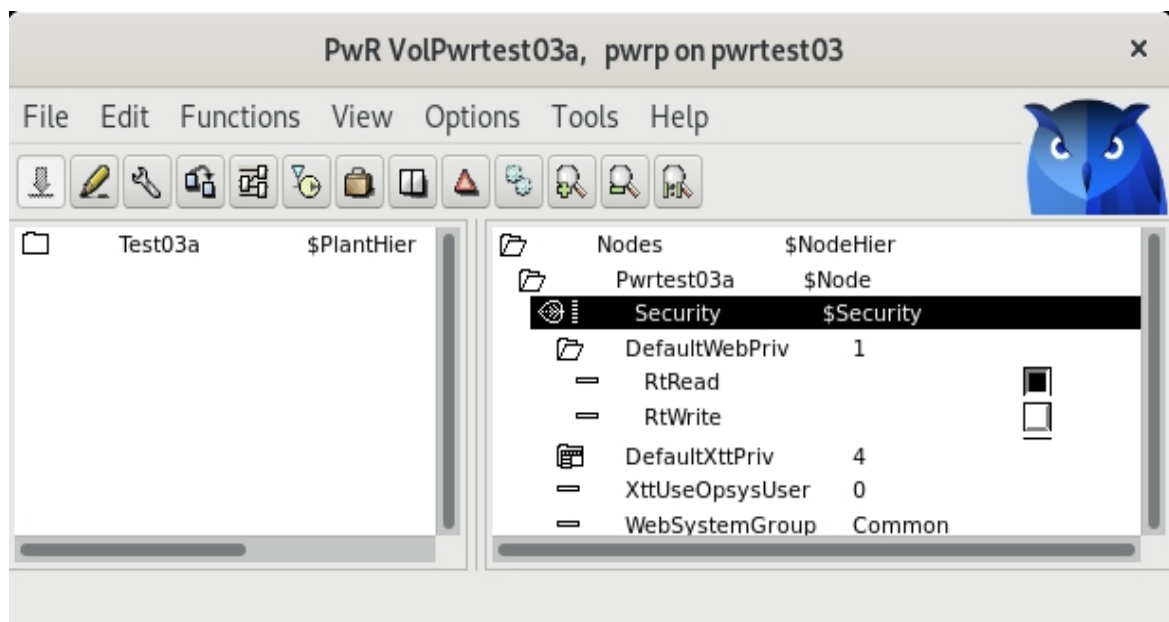 PwR VolPwrtest03a, pwrp on pwrtest03 ×
File Edit Functions View Options Tools Help
Test03a $PlantHier
Nodes $NodeHier
Pwrtest03a $Node
Security $Security
DefaultWebPriv 1
RtRead
RtWrite
DefaultXttPriv 4
XttUseOpsysUser 0
WebSystemGroup Common